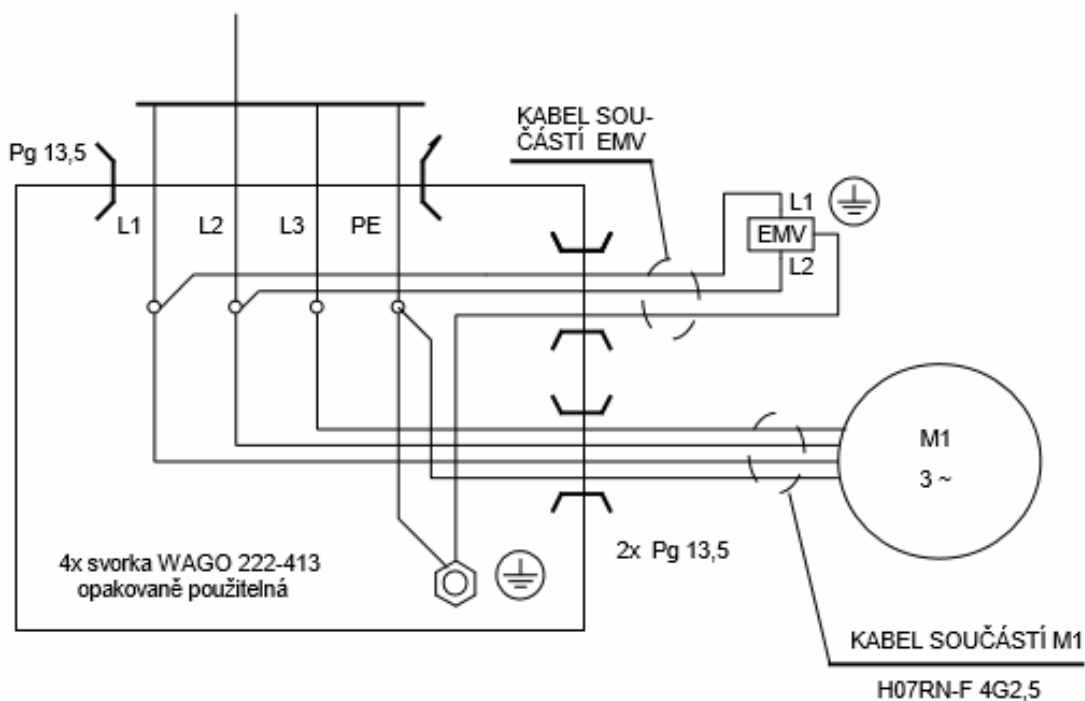 KABEL SOU-
ČÁSTÍ EMV
Pg 13,5
L1
L2
L3
PE
L1
EMV
L2
M1
3 ~
4x svorka WAGO 222-413
opakovaně použitelná
2x Pg 13,5
KABEL SOUČÁSTÍ M1
H07RN-F 4G2,5